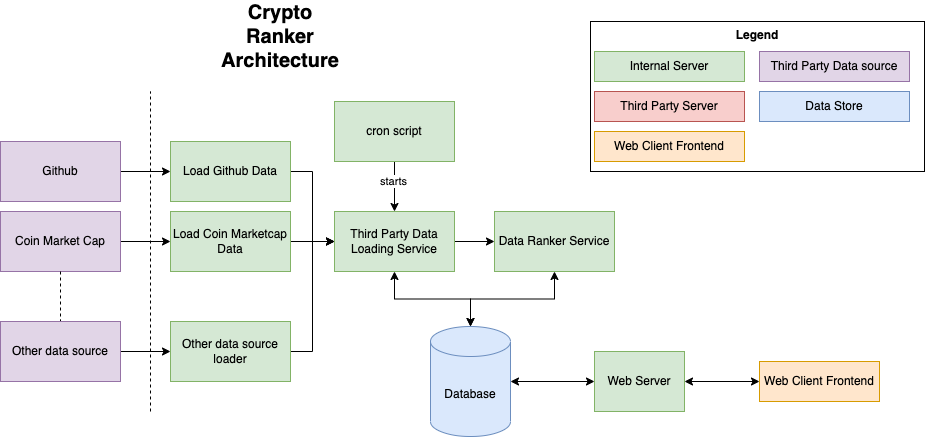 Crypto
Ranker
Architecture
Legend
Internal Server
Third Party Data source
Third Party Server
Data Store
Web Client Frontend
cron script
starts
Github
Load Github Data
Coin Market Cap
Load Coin Marketcap
Data
Third Party Data
Loading Service
Data Ranker Service
Other data source
Other data source
loader
Database
Web Server
Web Client Frontend